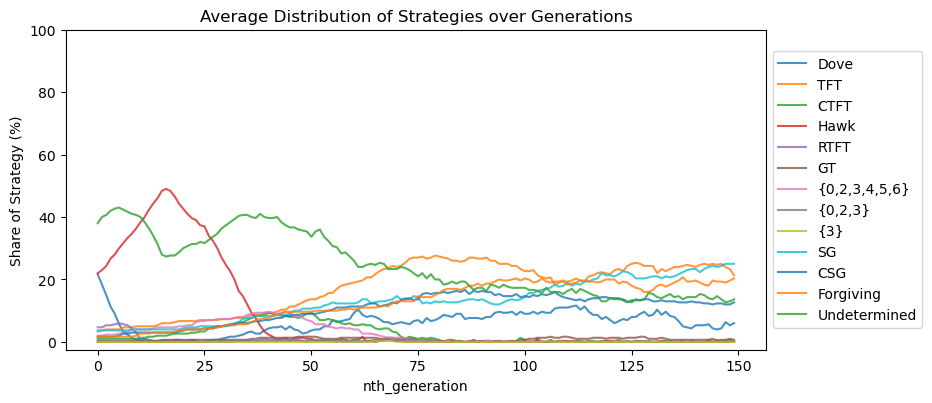 Average Distribution of Strategies over Generations
Share of Strategy (%)
100
80
60
40
20
0
0
25
50
75
100
125
150
nth_generation
Dove
TFT
CTFT
Hawk
RTFT
GT
{0,2,3,4,5,6}
{0,2,3}
{3}
SG
CSG
Forgiving
Undetermined